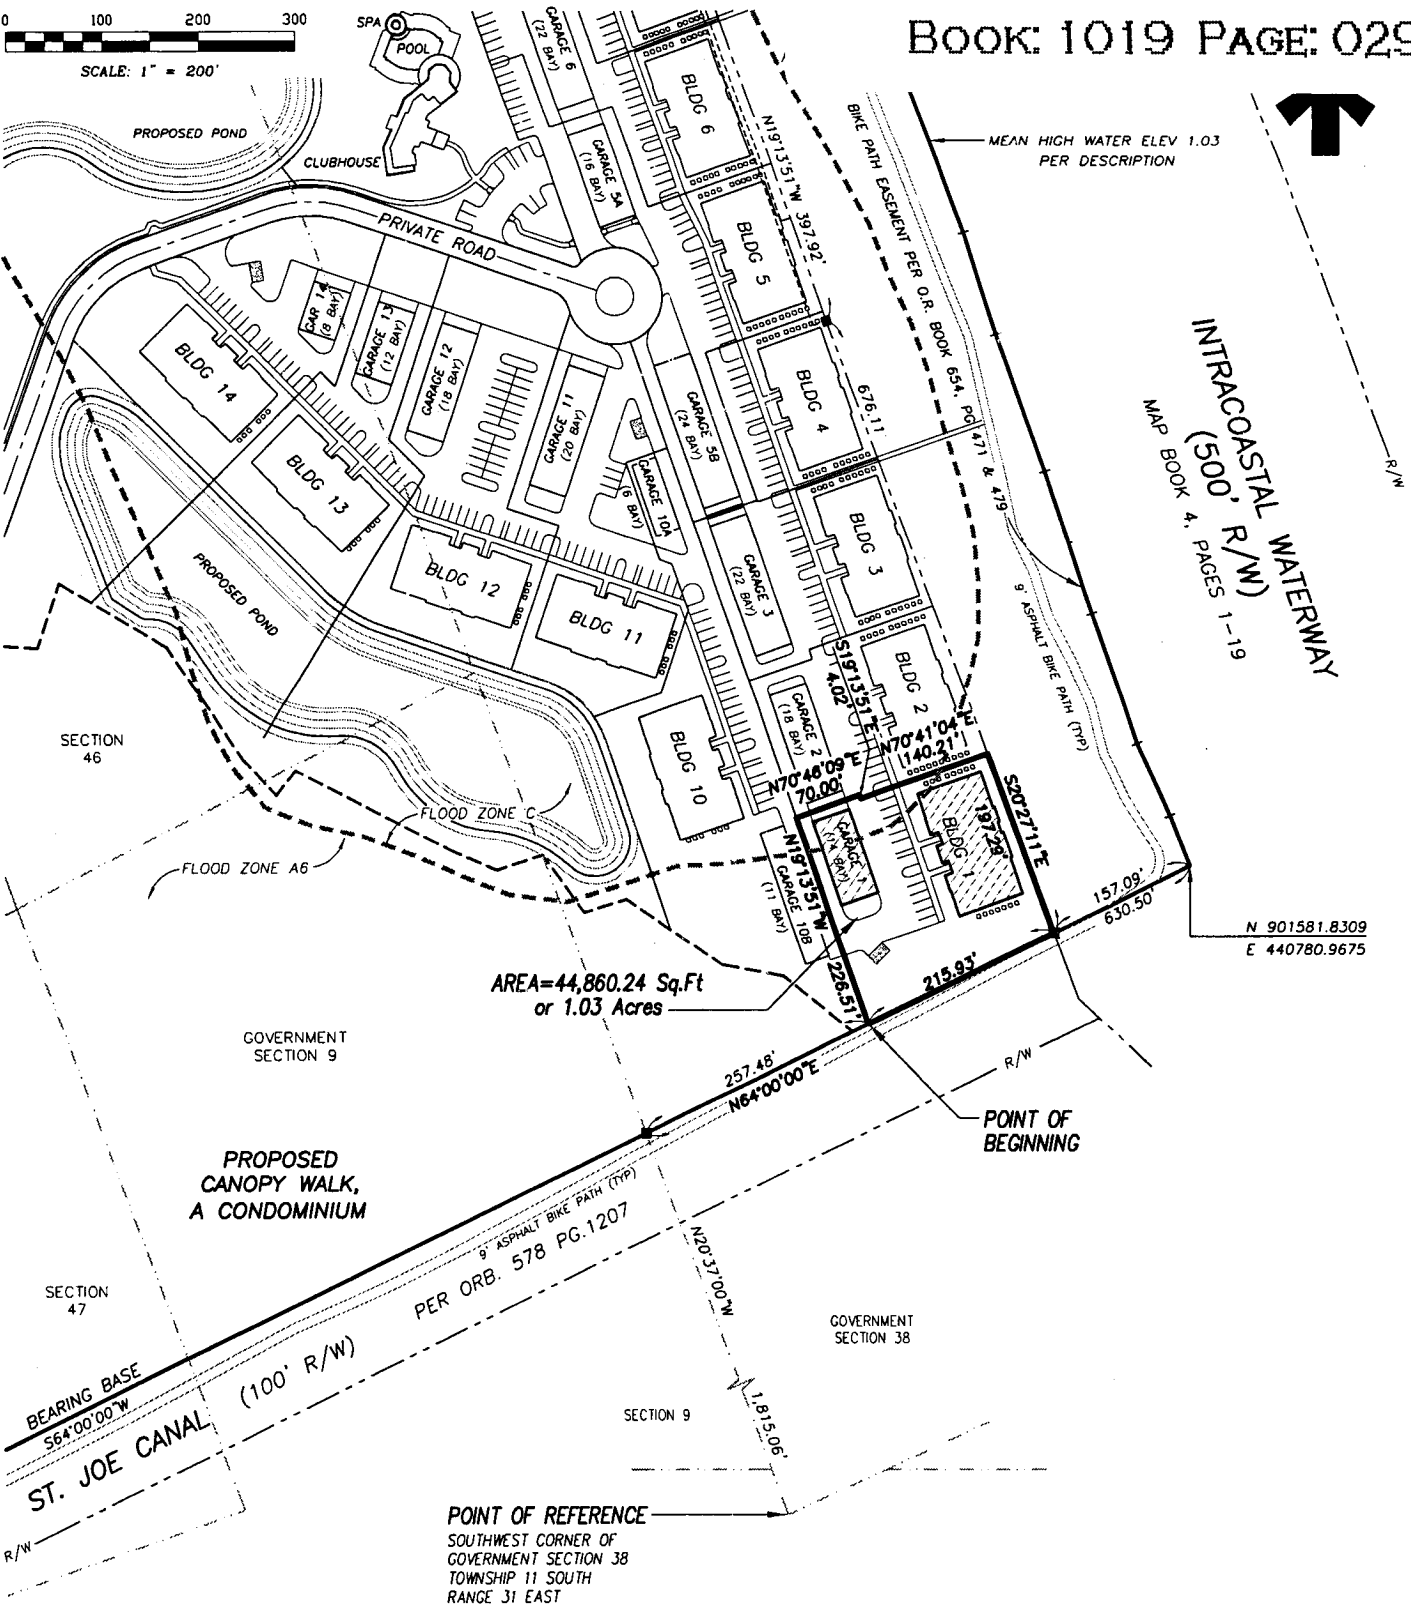 0 100 200 300
SCALE: 1" = 200'
BOOK: 1019 PAGE: 029
SPA
POOL
CLUBHOUSE
PROPOSED POND
PRIVATE ROAD
GARAGE 6
(22 BAY)
GARAGE 5A
(16 BAY)
BLDG 6
BLDG 5
N19°13'51"W 397.92'
BIKE PATH EASEMENT PER O.R. BOOK 654, PG 471 & 479
MEAN HIGH WATER ELEV 1.03
PER DESCRIPTION
INTRACOASTAL WATERWAY
(500' R/W)
MAP BOOK 4, PAGES 1-19
R/W
GAR 14
(8 BAY)
GARAGE 13
(12 BAY)
GARAGE 12
(18 BAY)
GARAGE 11
(20 BAY)
GARAGE 10A
(6 BAY)
GARAGE 5B
(24 BAY)
BLDG 4
676.11
BLDG 14
BLDG 13
BLDG 12
BLDG 11
BLDG 10
GARAGE 3
(22 BAY)
BLDG 3
9' ASPHALT BIKE PATH (TYP)
PROPOSED POND
S19°13'51"E
4.02'
BLDG 2
GARAGE 2
(18 BAY)
N70°46'09"E
70.00'
N70°41'04"E
140.21'
S20°27'11"E
197.29'
BLDG 1
GARAGE 1
(14 BAY)
N19°13'51"W
226.51'
GARAGE 10B
(11 BAY)
SECTION
46
FLOOD ZONE C
FLOOD ZONE A6
157.09'
630.50'
N 901581.8309
E 440780.9675
215.93'
AREA=44,860.24 Sq.Ft
or 1.03 Acres
GOVERNMENT
SECTION 9
257.48'
N64°00'00"E
R/W
POINT OF
BEGINNING
PROPOSED
CANOPY WALK,
A CONDOMINIUM
9' ASPHALT BIKE PATH (TYP)
PER ORB. 578 PG.1207
N20°37'00"W
1,815.06'
SECTION
47
GOVERNMENT
SECTION 38
BEARING BASE
S64°00'00"W
ST. JOE CANAL (100' R/W)
SECTION 9
R/W
POINT OF REFERENCE
SOUTHWEST CORNER OF
GOVERNMENT SECTION 38
TOWNSHIP 11 SOUTH
RANGE 31 EAST